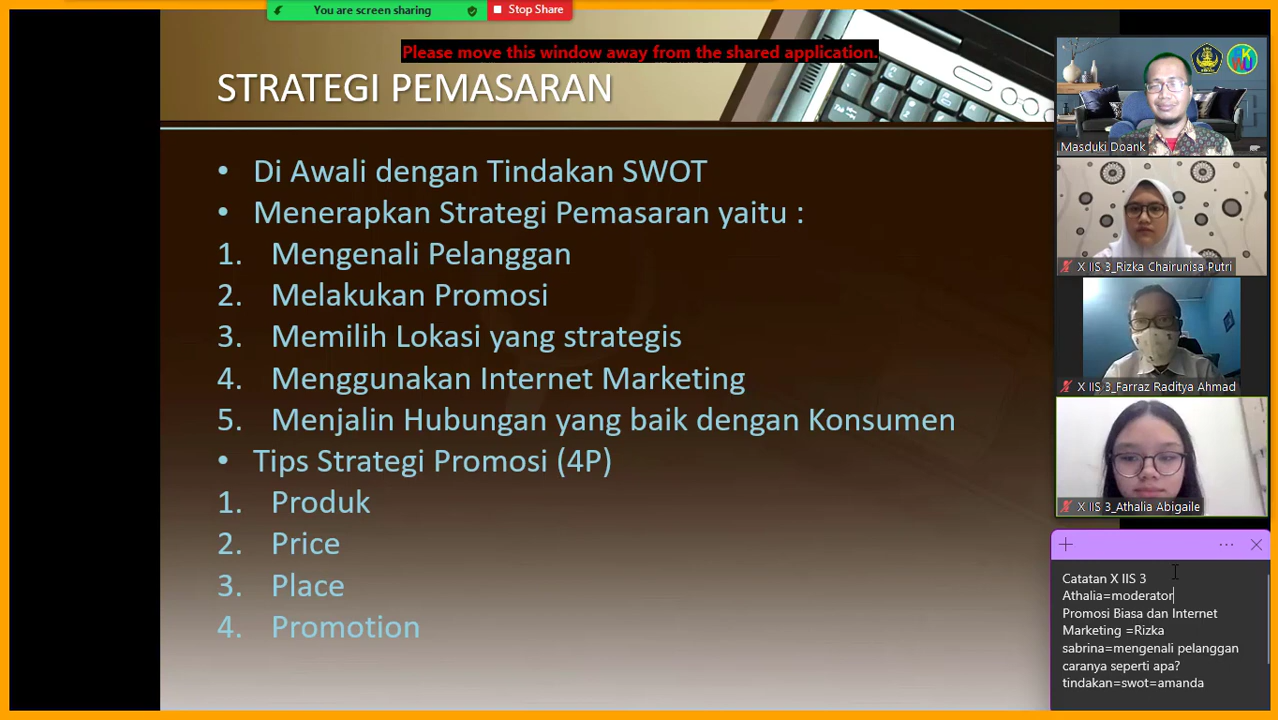 You are screen sharing
Stop Share
Please move this window away from the shared application.
STRATEGI PEMASARAN
• Di Awali dengan Tindakan SWOT
• Menerapkan Strategi Pemasaran yaitu :
1. Mengenali Pelanggan
2. Melakukan Promosi
3. Memilih Lokasi yang strategis
4. Menggunakan Internet Marketing
5. Menjalin Hubungan yang baik dengan Konsumen
• Tips Strategi Promosi (4P)
1. Produk
2. Price
3. Place
4. Promotion
Masduki Doank
X IIS 3_Rizka Chairunisa Putri
X IIS 3_Farraz Raditya Ahmad
X IIS 3_Athalia Abigaile
Catatan X IIS 3
Athalia=moderator
Promosi Biasa dan Internet
Marketing =Rizka
sabrina=mengenali pelanggan
caranya seperti apa?
tindakan=swot=amanda